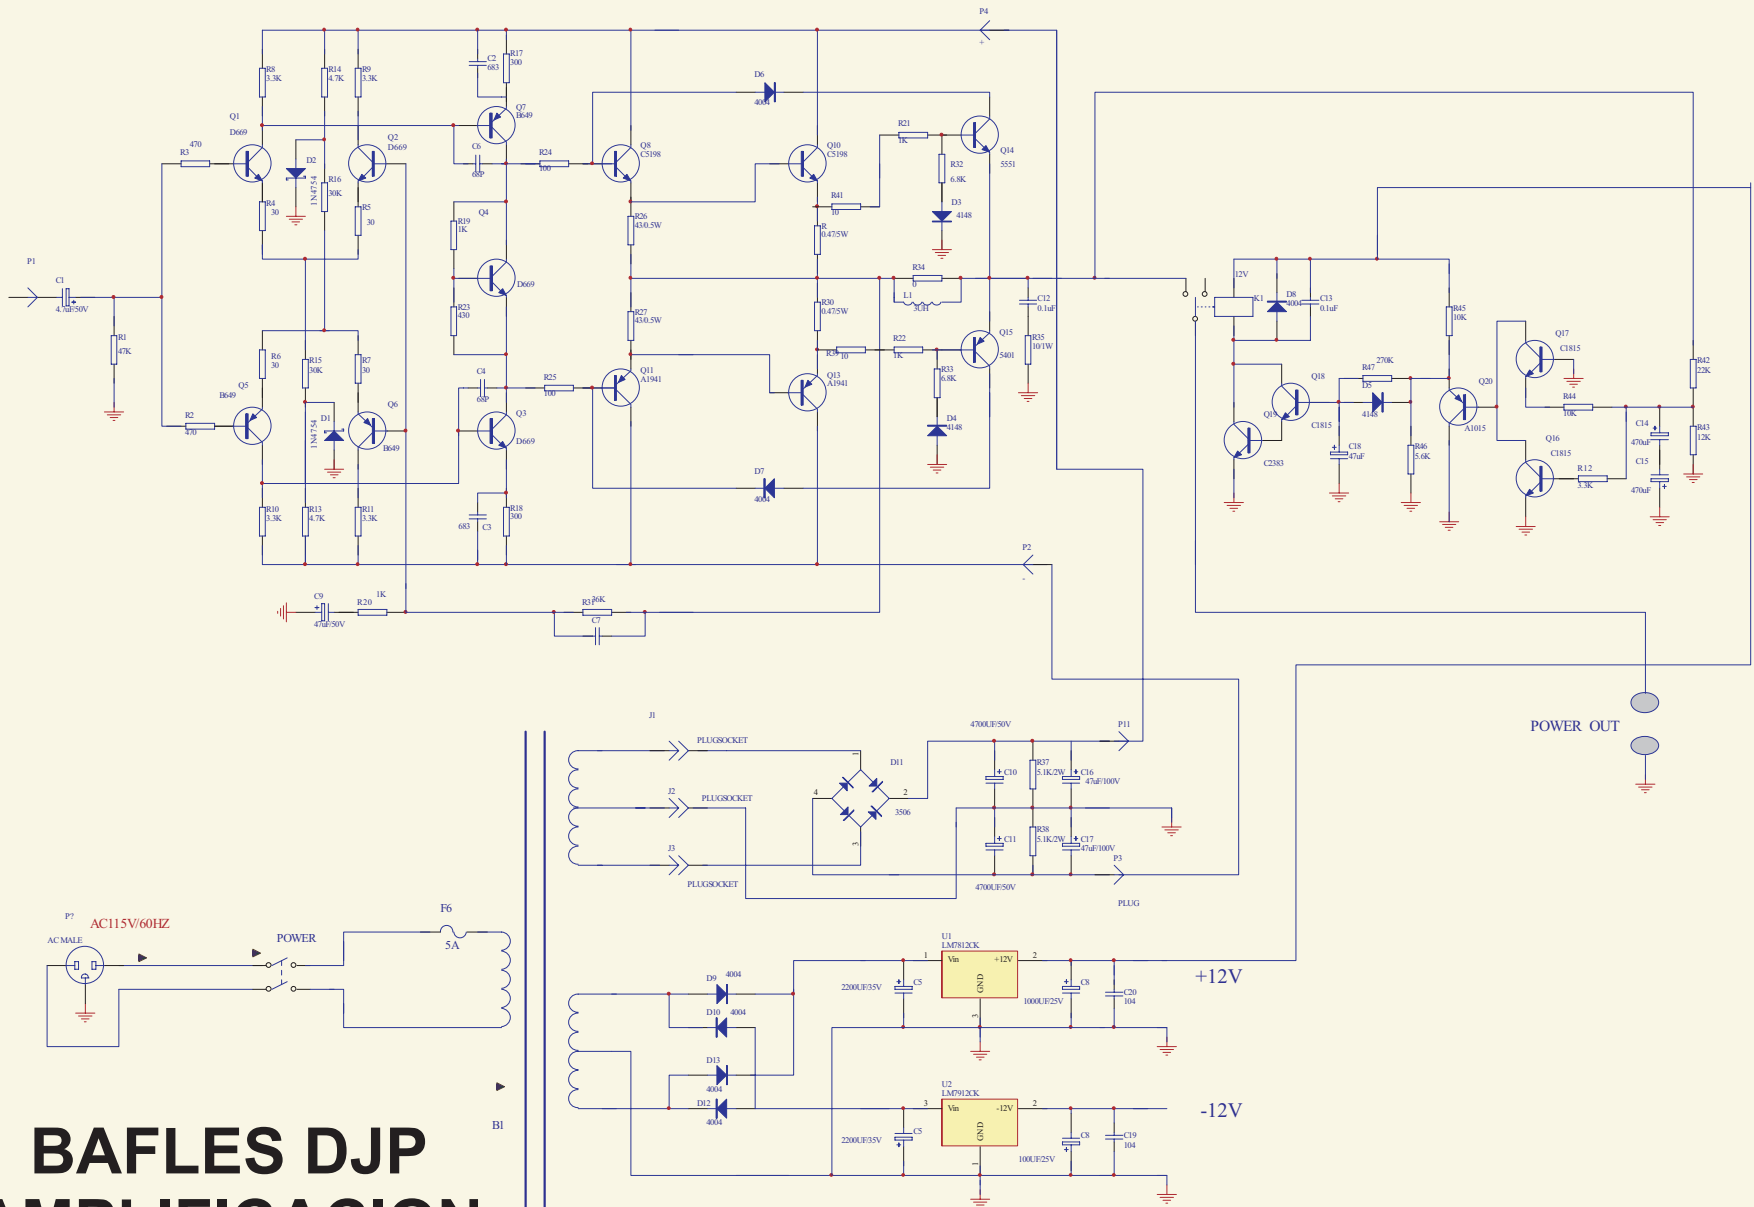 P4
+
R8
3.3K
R14
4.7K
R9
3.3K
C2
683
R17
300
D6
4004
Q1
D669
470
R3
D2
1N4754
R16
30K
Q2
D669
Q7
B649
C6
68P
R24
100
Q8
C5198
Q10
C5198
R21
1K
Q14
5551
R32
6.8K
D3
4148
R4
30
R5
30
R19
1K
Q4
D669
R23
430
R26
43/0.5W
R41
10
R
0.47/5W
R34
0
L1
3UH
P1
C1
4.7uF/50V
R1
47K
R27
43/0.5W
R30
0.47/5W
10
R22
1K
Q15
5401
C12
0.1uF
R35
10/1W
R33
6.8K
D4
4148
R6
30
R15
30K
R7
30
Q5
B649
R2
470
D1
1N4754
Q6
B649
C4
68P
R25
100
Q3
D669
Q11
A1941
Q13
A1941
D7
4004
R10
3.3K
R13
4.7K
R11
3.3K
683
C3
R18
300
P2
-
C9
47uF/50V
R20
1K
R31
36K
C7
12V
K1
D8
4004
C13
0.1uF
R45
10K
Q17
C1815
270K
R47
D5
4148
Q18
C1815
Q19
C2383
C18
47uF
R46
5.6K
Q20
A1015
R44
10K
Q16
C1815
R12
3.3K
R42
22K
R43
12K
C14
470uF
C15
470uF
POWER OUT
J1
PLUGSOCKET
J2
PLUGSOCKET
J3
PLUGSOCKET
1
2
3
4
D11
3506
4700UF/50V
C10
R37
5.1K/2W
C16
47uF/100V
P11
C11
R38
5.1K/2W
C17
47uF/100V
4700UF/50V
P3
PLUG
P?
AC115V/60HZ
AC MALE
POWER
F6
5A
B1
D9
4004
D10
4004
D13
4004
D12
4004
U1
LM7812CK
1
Vin
+12V
2
GND
3
2200UF/35V
C5
1000UF/25V
C8
C20
104
+12V
U2
LM7912CK
3
Vin
-12V
2
GND
1
2200UF/35V
C5
100UF/25V
C8
C19
104
-12V
BAFLES DJP
AMPLIFICACION